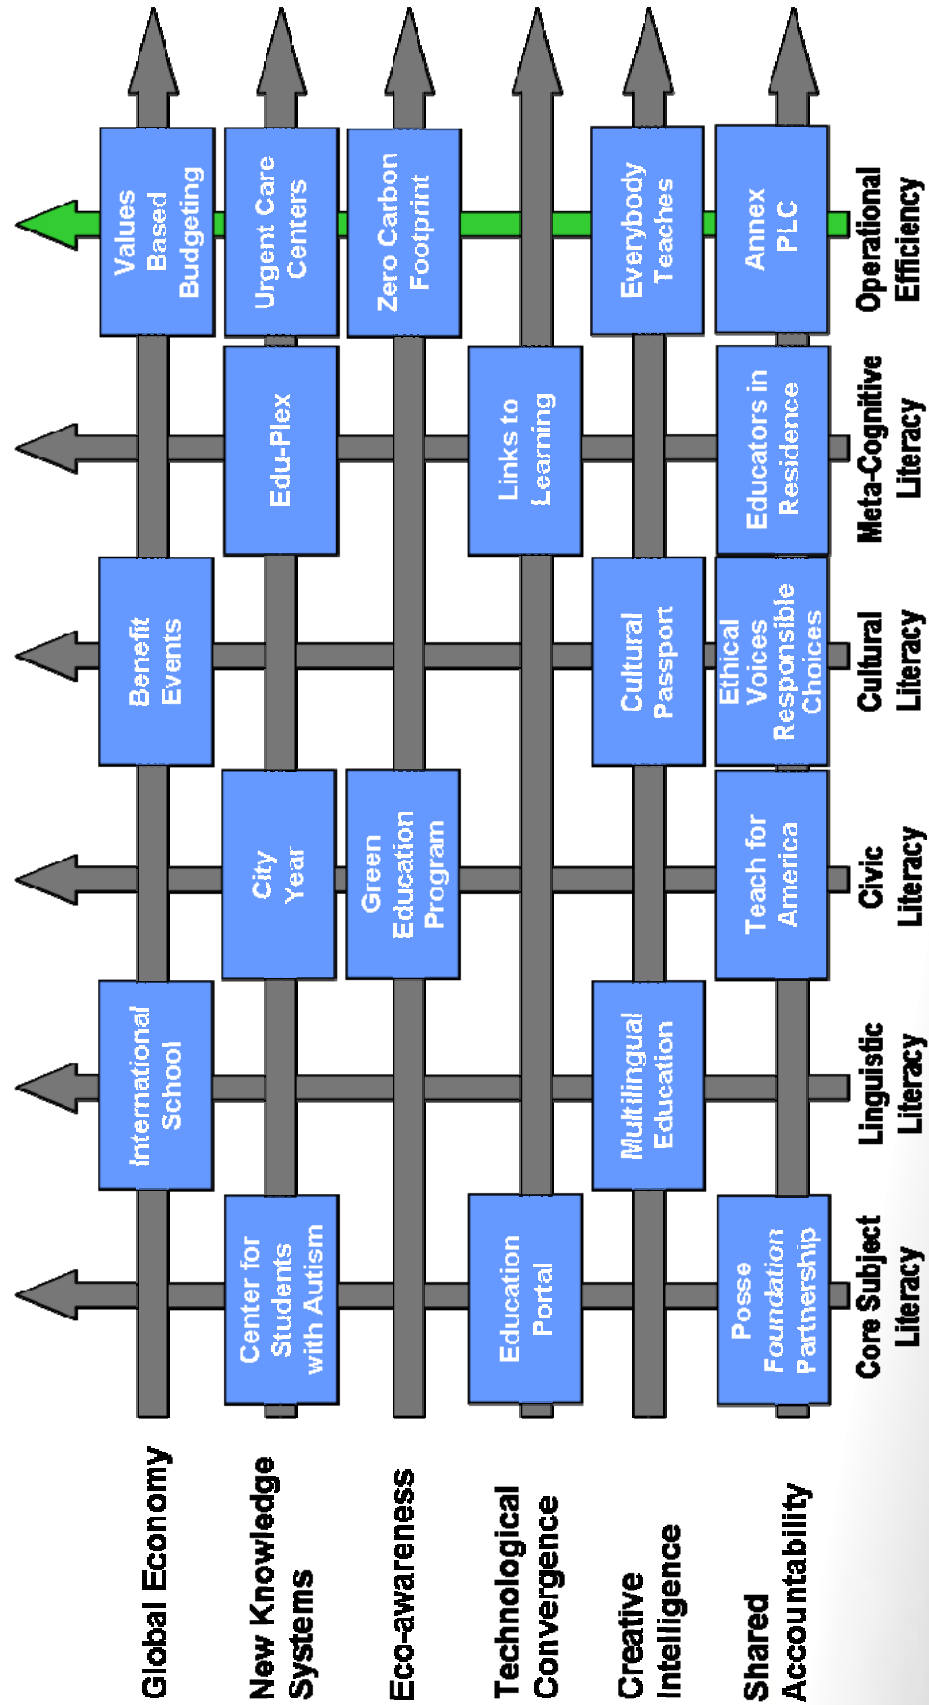 Global Economy
International
School
Benefit
Events
Values
Based
Budgeting
New Knowledge
Systems
Center for
Students
with Autism
City
Year
Edu-Plex
Urgent Care
Centers
Eco-awareness
Green
Education
Program
Zero Carbon
Footprint
Technological
Convergence
Education
Portal
Links to
Learning
Creative
Intelligence
Multilingual
Education
Cultural
Passport
Everybody
Teaches
Shared
Accountability
Posse
Foundation
Partnership
Teach for
America
Ethical
Voices
Responsible
Choices
Educators in
Residence
Annex
PLC
Core Subject
Literacy
Linguistic
Literacy
Civic
Literacy
Cultural
Literacy
Meta-Cognitive
Literacy
Operational
Efficiency